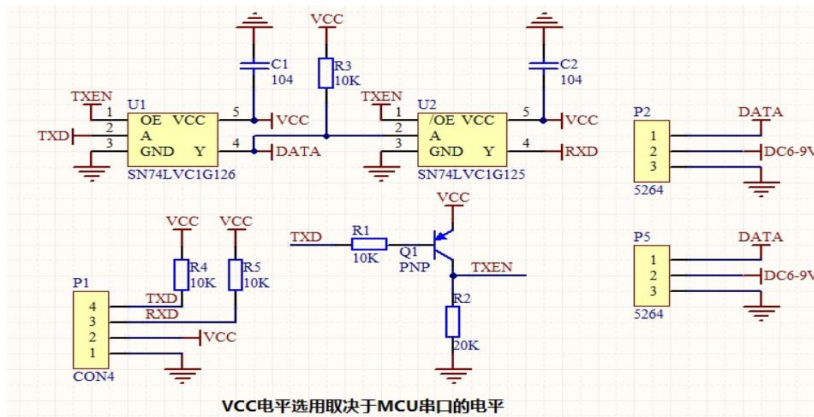 VCC
C1
104
R3
10K
C2
104
TXEN
U1
1
OE VCC
5
VCC
TXD
2
A
3
GND Y
4
DATA
SN74LVC1G126
TXEN
U2
1
/OE VCC
5
VCC
2
A
3
GND Y
4
RXD
SN74LVC1G125
P2
DATA
1
2
DC6-9V
3
5264
VCC
VCC
R4
10K
R5
10K
P1
4
TXD
3
RXD
2
VCC
1
CON4
VCC
TXD
R1
10K
Q1
PNP
TXEN
R2
20K
P5
DATA
1
2
DC6-9V
3
5264
VCC电平选用取决于MCU串口的电平